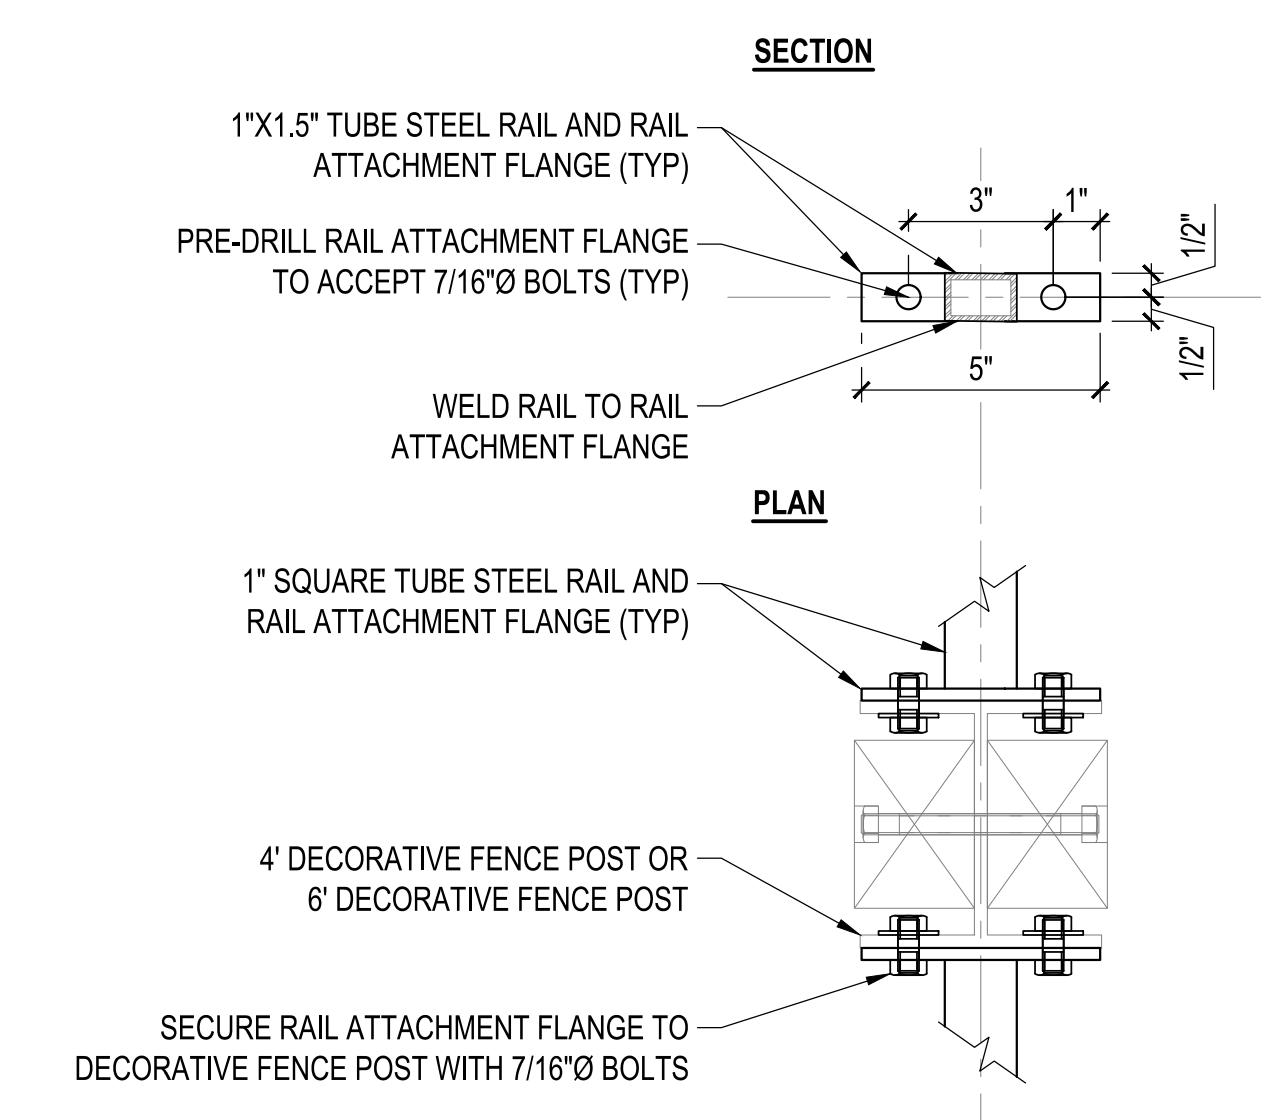 SECTION
1"X1.5" TUBE STEEL RAIL AND RAIL
ATTACHMENT FLANGE (TYP)
3"
1"
1/2"
PRE-DRILL RAIL ATTACHMENT FLANGE
TO ACCEPT 7/16"Ø BOLTS (TYP)
1/2"
5"
WELD RAIL TO RAIL
ATTACHMENT FLANGE
PLAN
1" SQUARE TUBE STEEL RAIL AND
RAIL ATTACHMENT FLANGE (TYP)
4' DECORATIVE FENCE POST OR
6' DECORATIVE FENCE POST
SECURE RAIL ATTACHMENT FLANGE TO
DECORATIVE FENCE POST WITH 7/16"Ø BOLTS